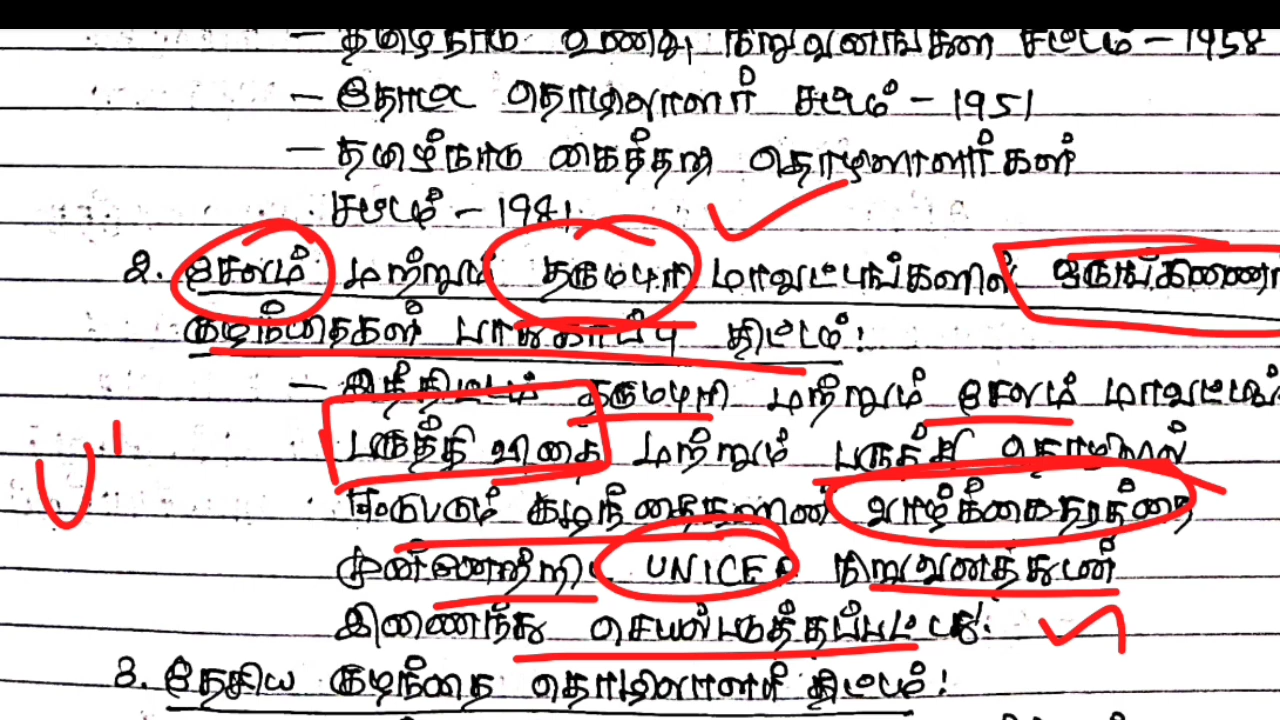 - தமிழ்நாடு உணவு நிறுவனங்கள் சட்டம் - 1958
- தோட்ட தொழிலாளர் சட்டம் - 1951
- தமிழ்நாடு கைத்தறி தொழிலாளர்கள்
சட்டம் - 1981
2. சேலம் மற்றும் தருமபுரி மாவட்டங்களின் ஒருங்கிணை
குழந்தைகள் பாதுகாப்பு திட்டம்:
- இத்திட்டம் தருமபுரி மற்றும் சேலம் மாவட்டங்
பருத்தி விதை மற்றும் பருத்தி தொழிலில்
ஈடுபடும் குழந்தைகளின் வாழ்க்கைதரத்தை
முன்னேற்றிட UNICEF நிறுவனத்துடன்
இணைந்து செயல்படுத்தப்பட்டது.
3. தேசிய குழந்தை தொழிலாளர் திட்டம்: